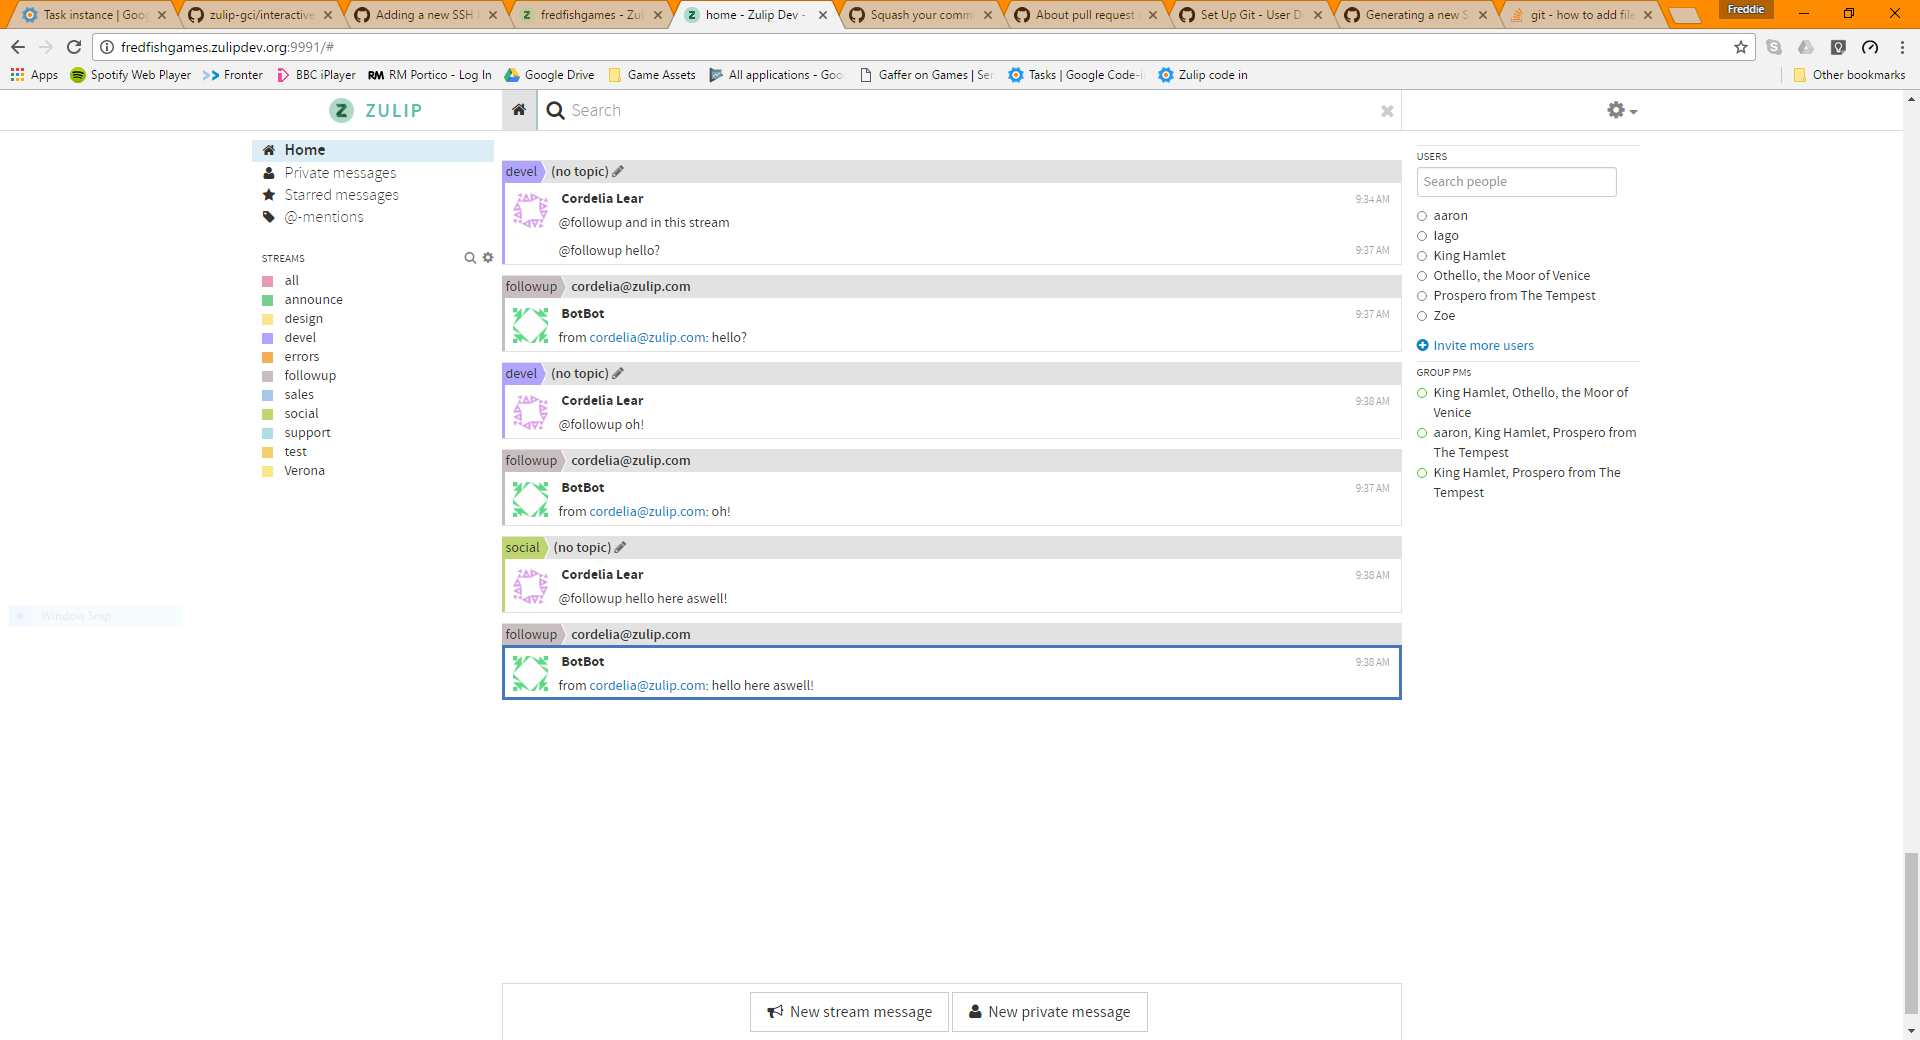 Task instance | Goog
zulip-gci/interactive
Adding a new SSH k
fredfishgames - Zul
home - Zulip Dev -
Squash your comm
About pull request
Set Up Git - User D
Generating a new S
git - how to add file
Freddie
fredfishgames.zulipdev.org:9991/#
Apps
Spotify Web Player
Fronter
BBC iPlayer
RM Portico - Log In
Google Drive
Game Assets
All applications - Goo
Gaffer on Games | Ser
Tasks | Google Code-i
Zulip code in
Other bookmarks
ZULIP
Search
Home
Private messages
Starred messages
@-mentions
STREAMS
all
announce
design
devel
errors
followup
sales
social
support
test
Verona
Window Snip
devel (no topic)
Cordelia Lear 9:34 AM
@followup and in this stream
@followup hello? 9:37 AM
followup cordelia@zulip.com
BotBot 9:37 AM
from cordelia@zulip.com: hello?
devel (no topic)
Cordelia Lear 9:38 AM
@followup oh!
followup cordelia@zulip.com
BotBot 9:37 AM
from cordelia@zulip.com: oh!
social (no topic)
Cordelia Lear 9:38 AM
@followup hello here aswell!
followup cordelia@zulip.com
BotBot 9:38 AM
from cordelia@zulip.com: hello here aswell!
New stream message
New private message
USERS
Search people
aaron
Iago
King Hamlet
Othello, the Moor of Venice
Prospero from The Tempest
Zoe
Invite more users
GROUP PMs
King Hamlet, Othello, the Moor of
Venice
aaron, King Hamlet, Prospero from
The Tempest
King Hamlet, Prospero from The
Tempest